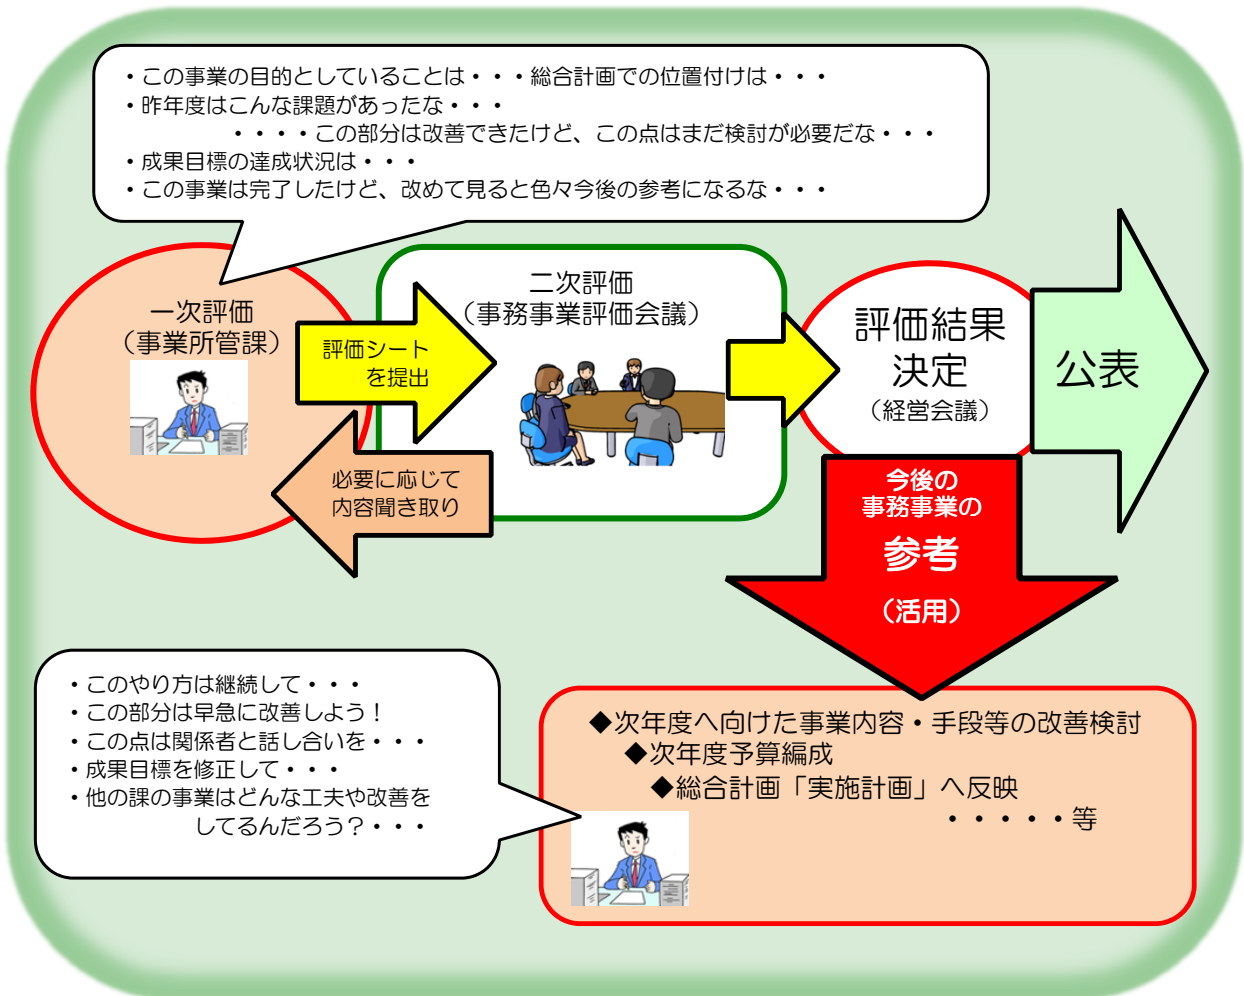 ・この事業の目的としていることは・・・総合計画での位置付けは・・・
・昨年度はこんな課題があったな・・・
・・・・この部分は改善できたけど、この点はまだ検討が必要だな・・・
・成果目標の達成状況は・・・
・この事業は完了したけど、改めて見ると色々今後の参考になるな・・・
一次評価
（事業所管課）
評価シート
を提出
二次評価
（事務事業評価会議）
必要に応じて
内容聞き取り
評価結果
決定
（経営会議）
公表
今後の
事務事業の
参考
（活用）
・このやり方は継続して・・・
・この部分は早急に改善しよう！
・この点は関係者と話し合いを・・・
・成果目標を修正して・・・
・他の課の事業はどんな工夫や改善を
してるんだろう？・・・
◆次年度へ向けた事業内容・手段等の改善検討
◆次年度予算編成
◆総合計画「実施計画」へ反映
・・・・・等